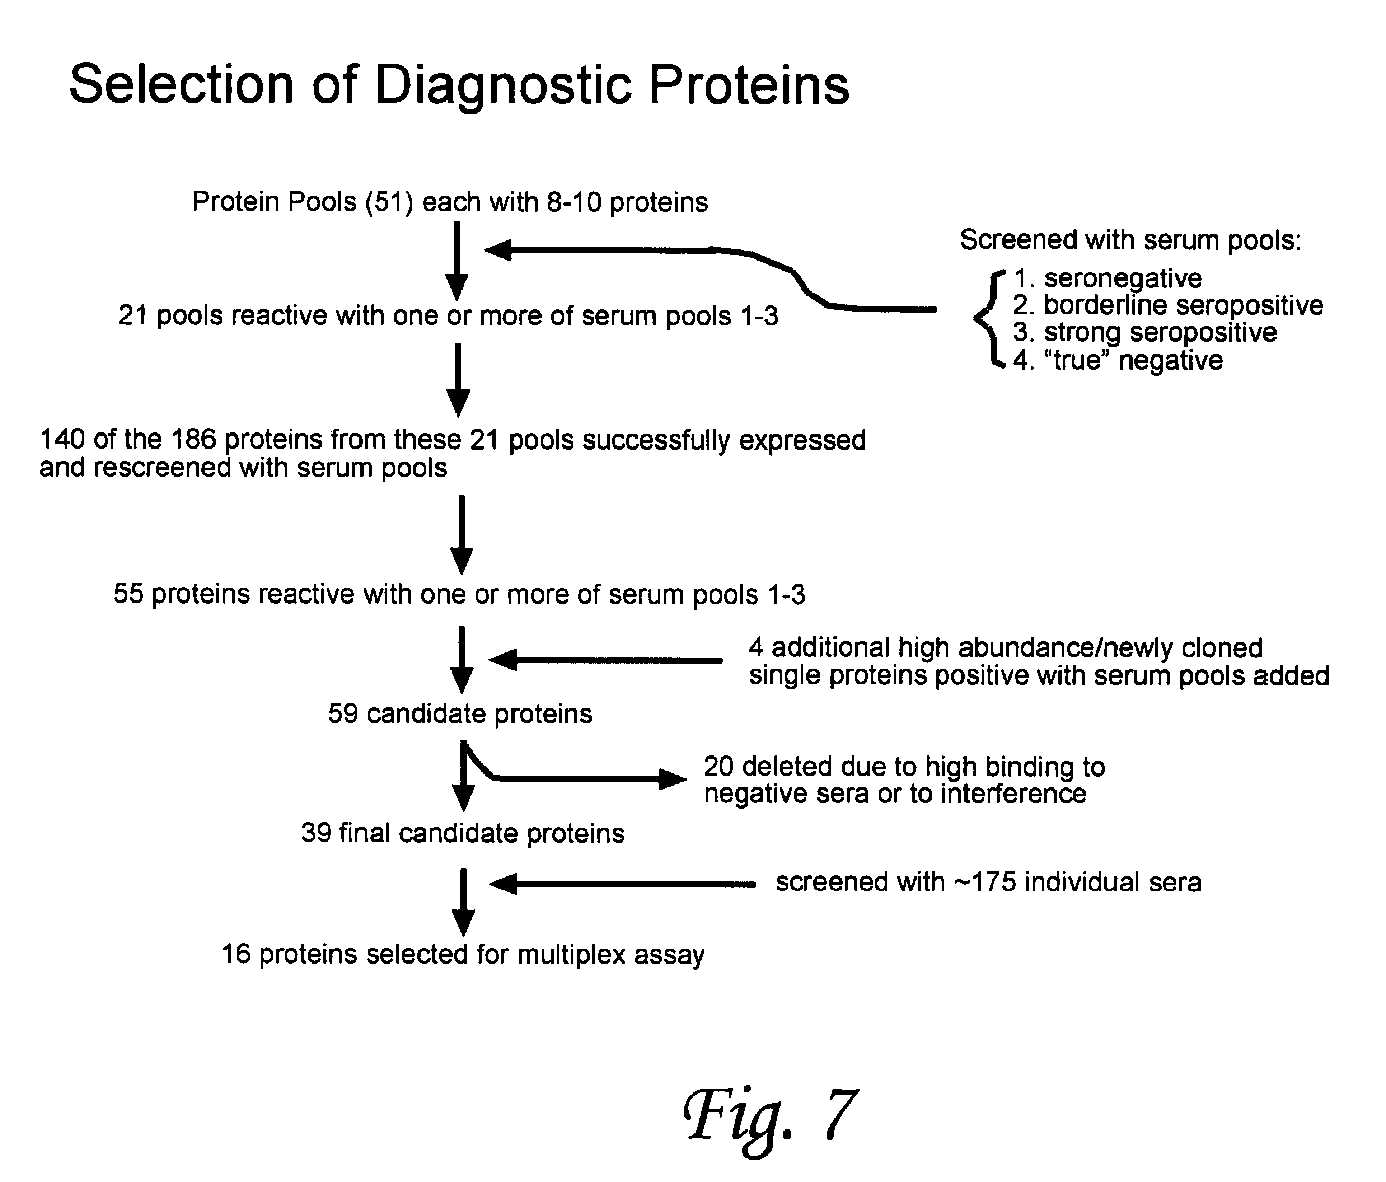 Selection of Diagnostic Proteins
Protein Pools (51) each with 8-10 proteins
Screened with serum pools:
1. seronegative
2. borderline seropositive
3. strong seropositive
4. “true” negative
21 pools reactive with one or more of serum pools 1-3
140 of the 186 proteins from these 21 pools successfully expressed
and rescreened with serum pools
55 proteins reactive with one or more of serum pools 1-3
4 additional high abundance/newly cloned
single proteins positive with serum pools added
59 candidate proteins
20 deleted due to high binding to
negative sera or to interference
39 final candidate proteins
screened with ~175 individual sera
16 proteins selected for multiplex assay
Fig. 7